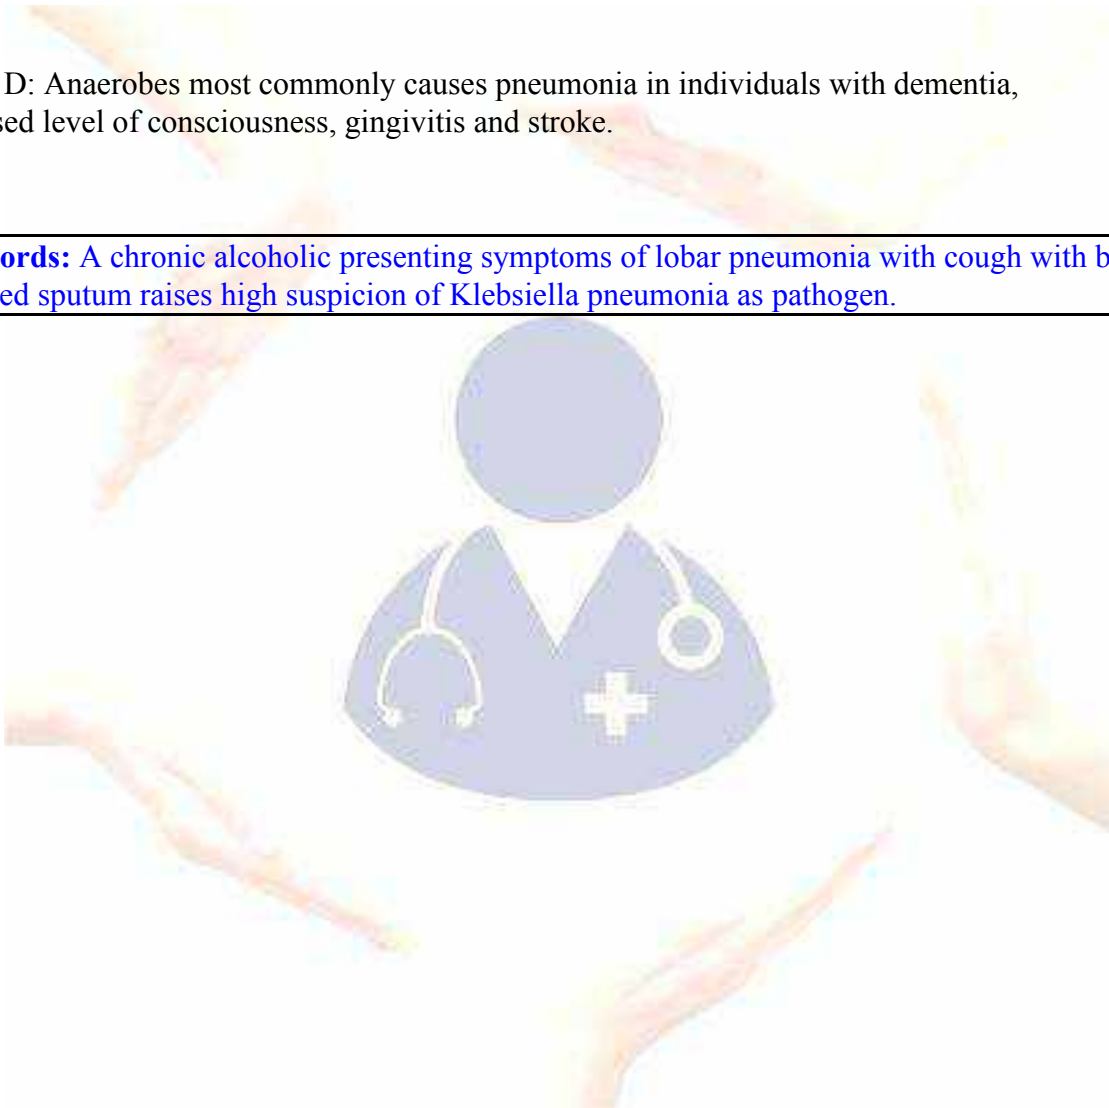 D: Anaerobes most commonly causes pneumonia in individuals with dementia,
sed level of consciousness, gingivitis and stroke.
ords: A chronic alcoholic presenting symptoms of lobar pneumonia with cough with b
ed sputum raises high suspicion of Klebsiella pneumonia as pathogen.